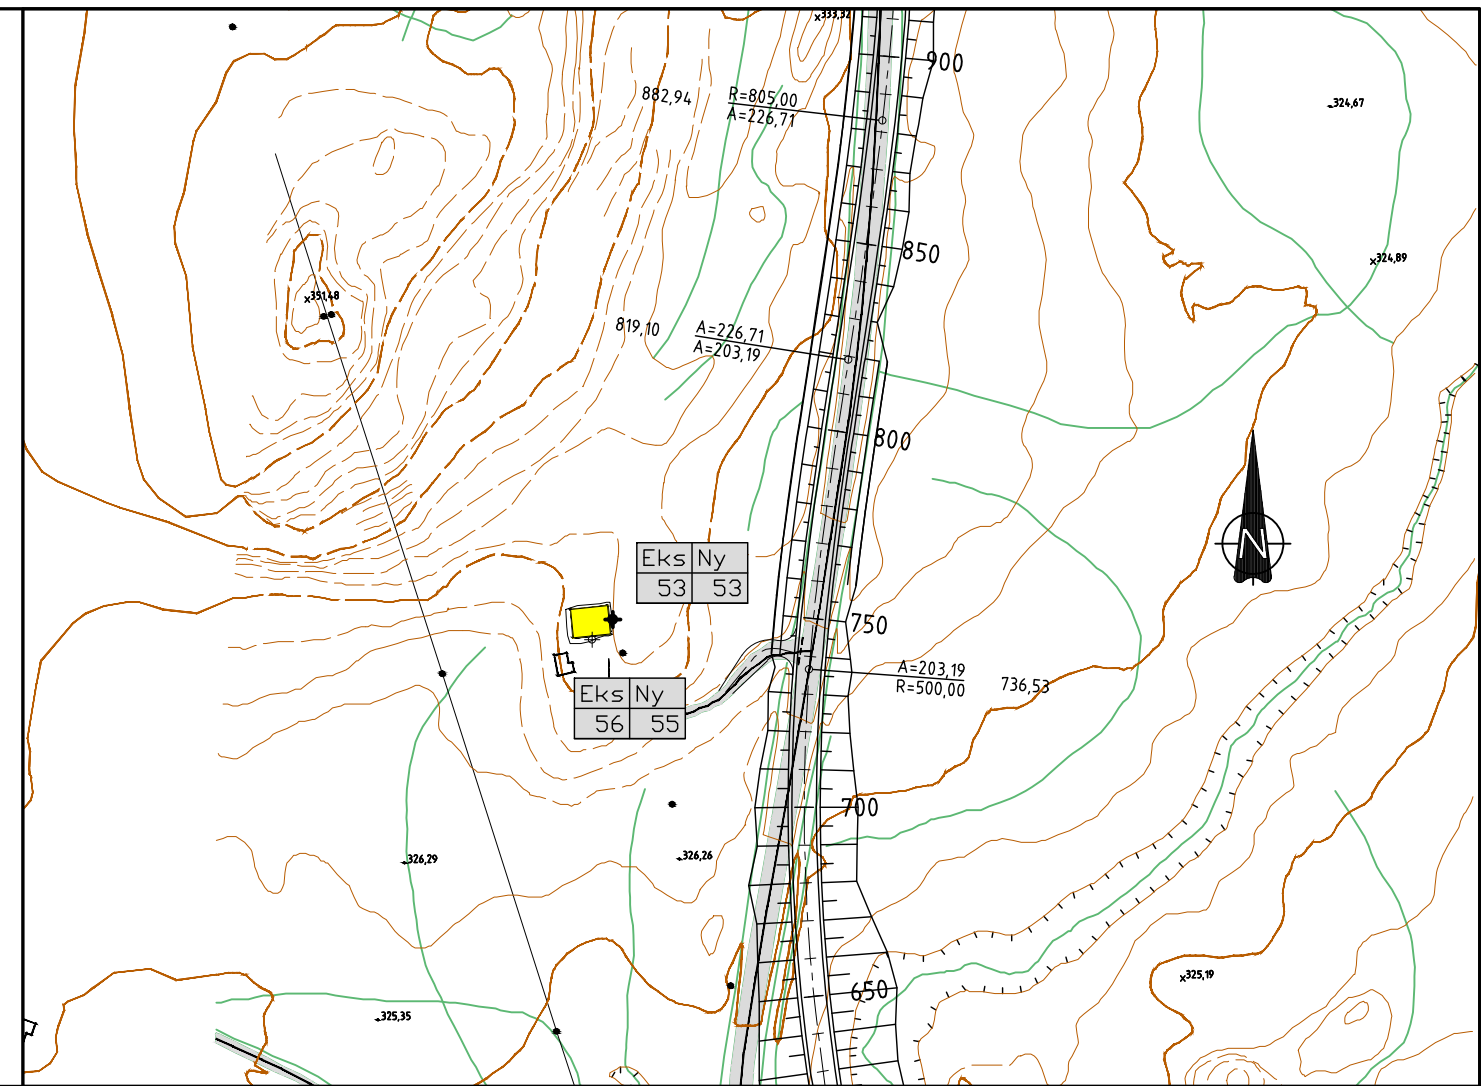 333,32
900
882,94
R=805,00
A=226,71
324,67
850
324,89
351,48
819,10
A=226,71
A=203,19
800
N
Eks Ny
53 53
750
A=203,19
R=500,00
736,53
Eks Ny
56 55
700
326,29
326,26
325,19
650
325,35